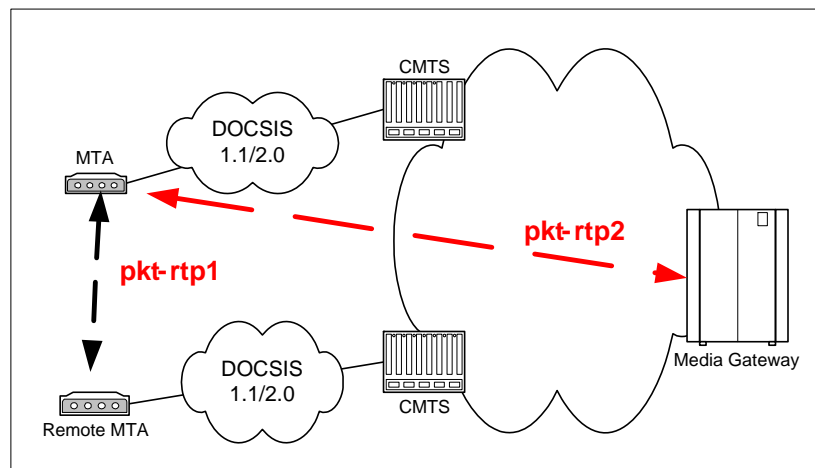 CMTS
DOCSIS
1.1/2.0
MTA
pkt-rtp2
pkt-rtp1
Media Gateway
DOCSIS
1.1/2.0
CMTS
Remote MTA